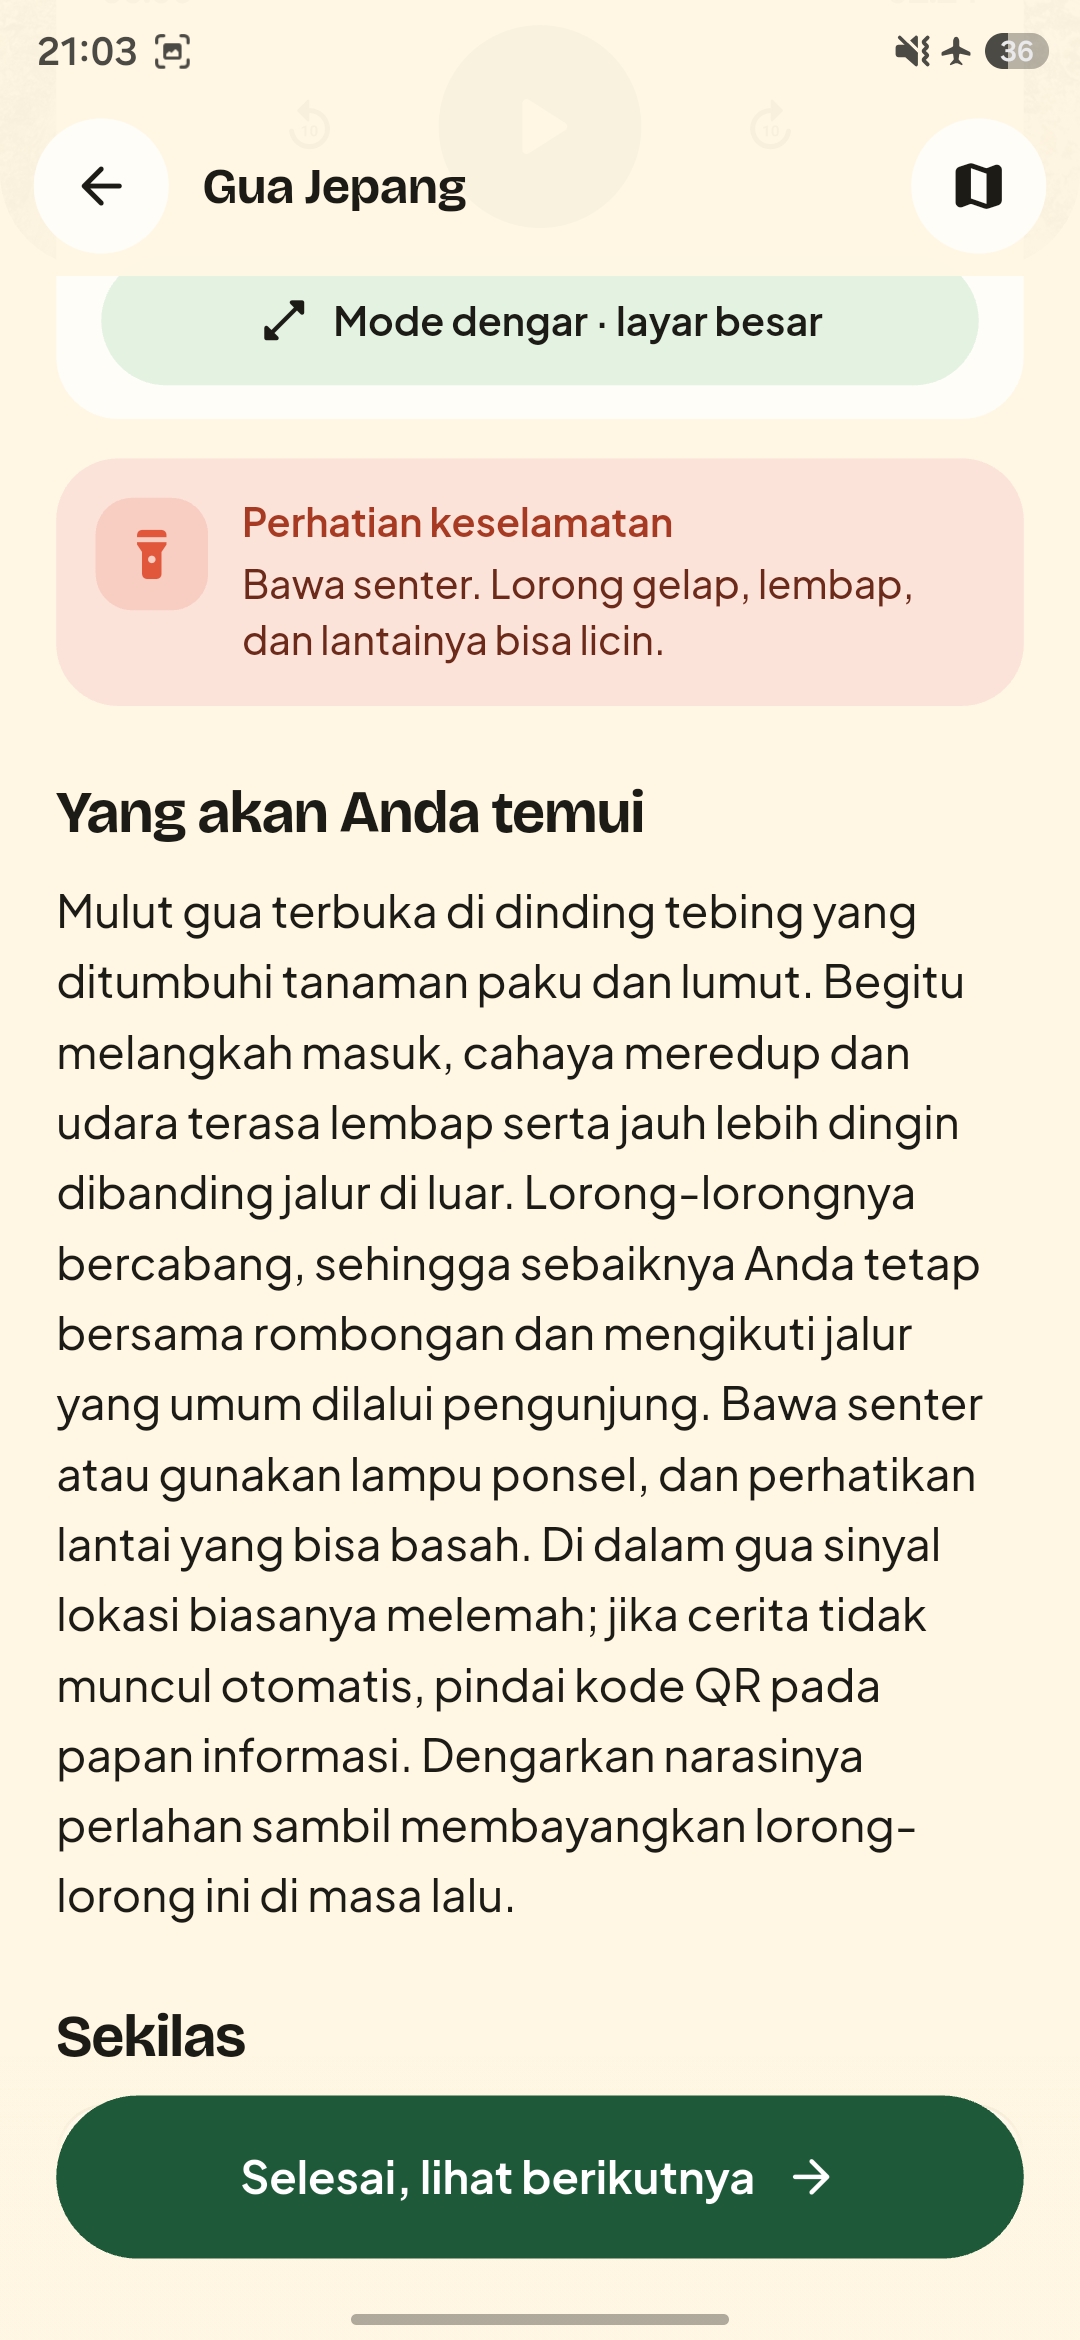 21:03
36
10
10
Gua Jepang
Mode dengar · layar besar
Perhatian keselamatan
Bawa senter. Lorong gelap, lembap,
dan lantainya bisa licin.
Yang akan Anda temui
Mulut gua terbuka di dinding tebing yang
ditumbuhi tanaman paku dan lumut. Begitu
melangkah masuk, cahaya meredup dan
udara terasa lembap serta jauh lebih dingin
dibanding jalur di luar. Lorong-lorongnya
bercabang, sehingga sebaiknya Anda tetap
bersama rombongan dan mengikuti jalur
yang umum dilalui pengunjung. Bawa senter
atau gunakan lampu ponsel, dan perhatikan
lantai yang bisa basah. Di dalam gua sinyal
lokasi biasanya melemah; jika cerita tidak
muncul otomatis, pindai kode QR pada
papan informasi. Dengarkan narasinya
perlahan sambil membayangkan lorong-
lorong ini di masa lalu.
Sekilas
Selesai, lihat berikutnya